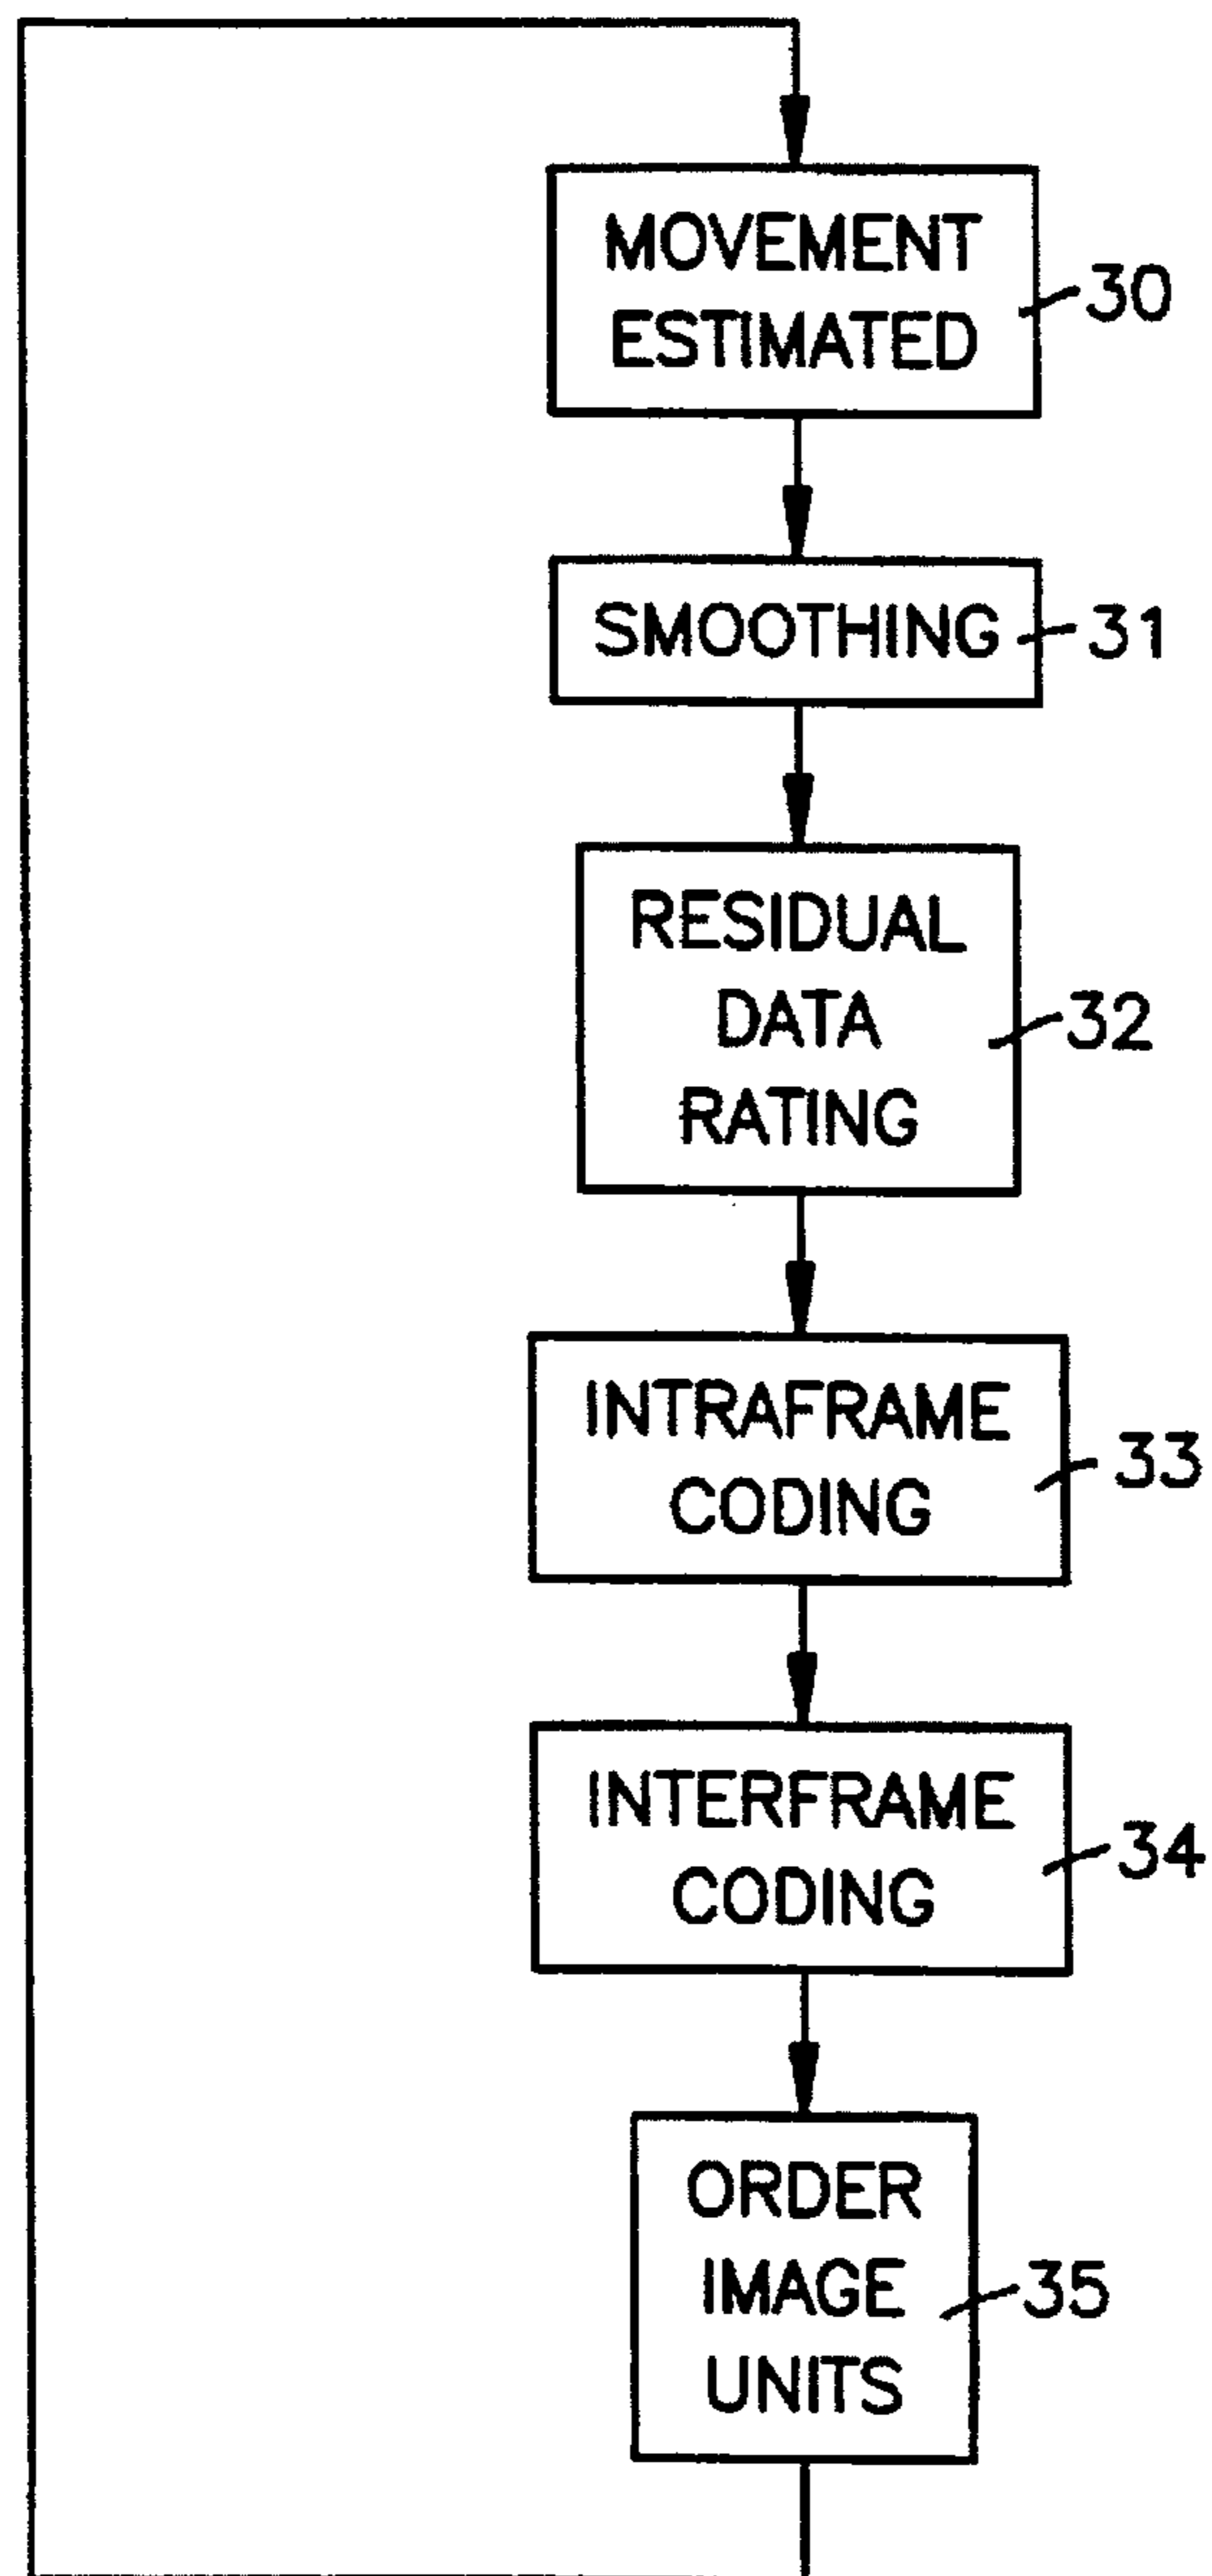 MOVEMENT
ESTIMATED
30
SMOOTHING
31
RESIDUAL
DATA
RATING
32
INTRAFRAME
CODING
33
INTERFRAME
CODING
34
ORDER
IMAGE
UNITS
35